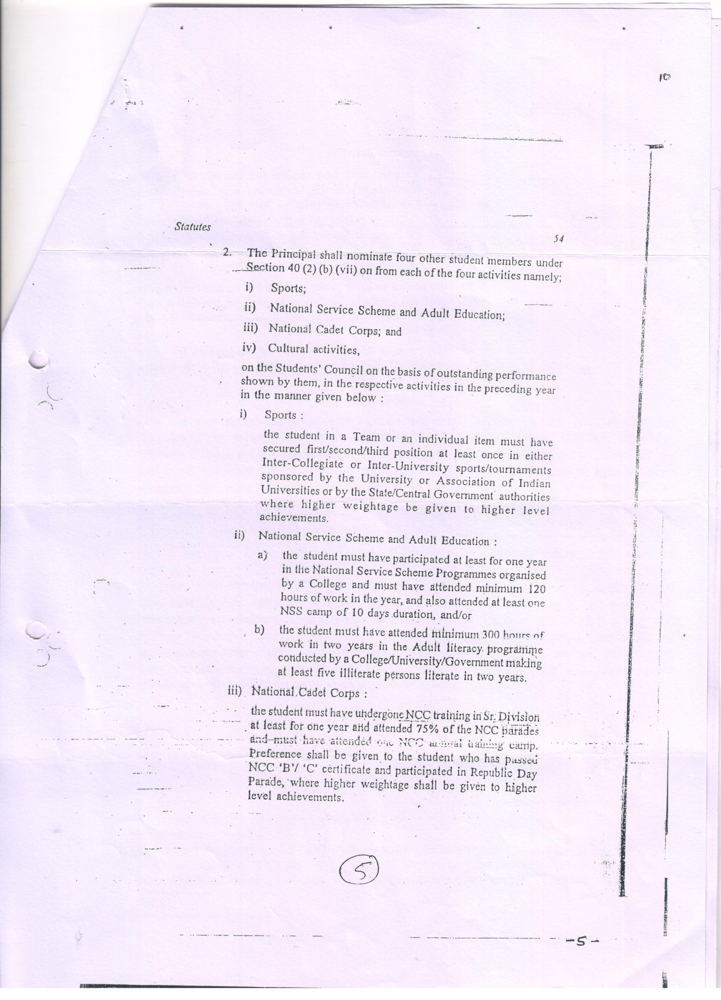 10
Statutes
54
2. The Principal shall nominate four other student members under
Section 40 (2) (b) (vii) on from each of the four activities namely;
i) Sports;
ii) National Service Scheme and Adult Education;
iii) National Cadet Corps; and
iv) Cultural activities,
on the Students' Council on the basis of outstanding performance
shown by them, in the respective activities in the preceding year
in the manner given below :
i) Sports :
the student in a Team or an individual item must have
secured first/second/third position at least once in either
Inter-Collegiate or Inter-University sports/tournaments
sponsored by the University or Association of Indian
Universities or by the State/Central Government authorities
where higher weightage be given to higher level
achievements.
ii) National Service Scheme and Adult Education :
a) the student must have participated at least for one year
in the National Service Scheme Programmes organised
by a College and must have attended minimum 120
hours of work in the year, and also attended at least one
NSS camp of 10 days duration, and/or
b) the student must have attended minimum 300 hours of
work in two years in the Adult literacy programme
conducted by a College/University/Government making
at least five illiterate persons literate in two years.
iii) National Cadet Corps :
the student must have undergone NCC training in Sr. Division
at least for one year and attended 75% of the NCC parades
and must have attended one NCC annual training camp.
Preference shall be given to the student who has passed
NCC 'B'/ 'C' certificate and participated in Republic Day
Parade, where higher weightage shall be given to higher
level achievements.
5
-5-